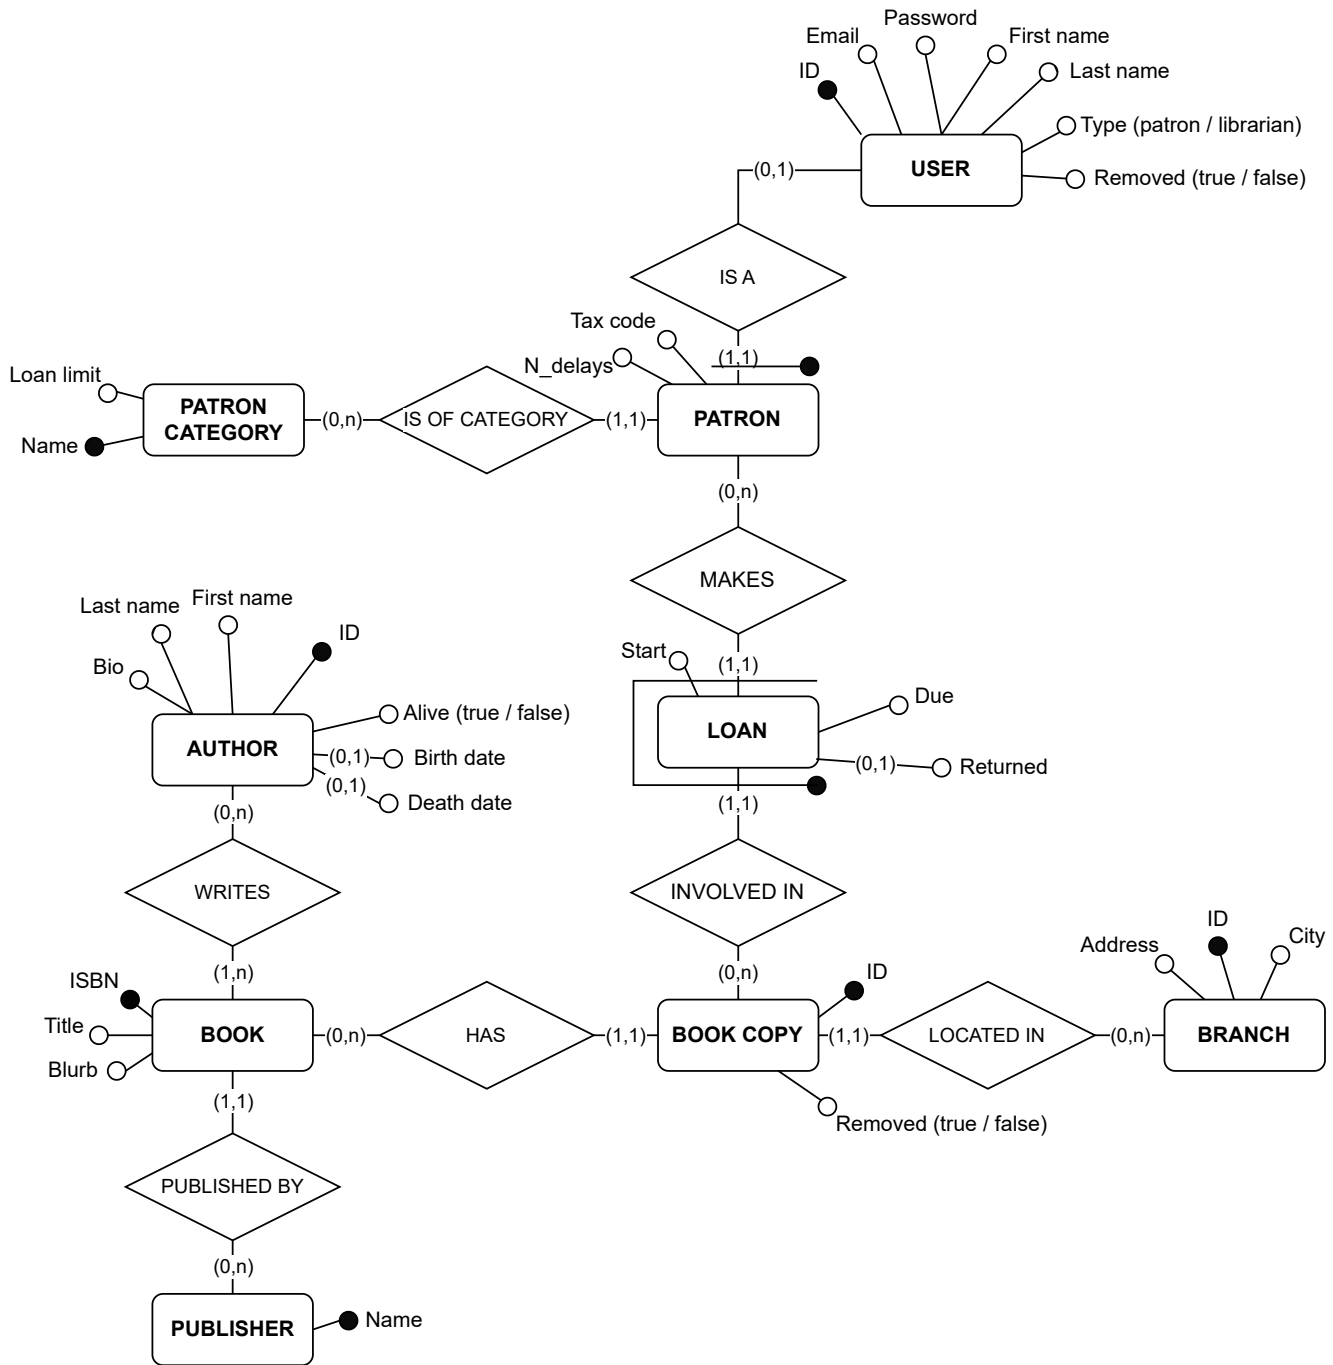 Password
Email
First name
ID
Last name
Type (patron / librarian)
(0,1)
USER
Removed (true / false)
IS A
Tax code
(1,1)
N_delays
Loan limit
PATRON
CATEGORY
(0,n)
IS OF CATEGORY
(1,1)
PATRON
Name
(0,n)
MAKES
Last name
First name
ID
Start
(1,1)
Bio
Due
Alive (true / false)
AUTHOR
LOAN
(0,1)
Birth date
(0,1)
Returned
(0,1)
Death date
(0,n)
(1,1)
WRITES
INVOLVED IN
ID
City
Address
(1,n)
(0,n)
ID
ISBN
Title
BOOK
(0,n)
HAS
(1,1)
BOOK COPY
(1,1)
LOCATED IN
(0,n)
BRANCH
Blurb
(1,1)
Removed (true / false)
PUBLISHED BY
(0,n)
PUBLISHER
Name